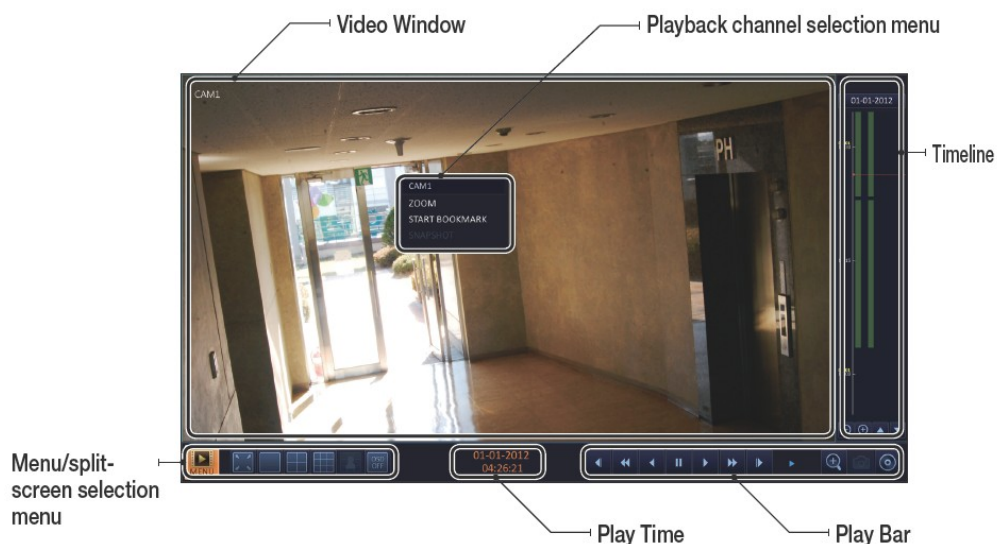 Video Window
Playback channel selection menu
CAM1
01-01-2012
PH
Timeline
CAM1
ZOOM
START BOOKMARK
SNAPSHOT
MENU
OSD
OFF
01-01-2012
04:26:21
Menu/split-
screen selection
menu
Play Time
Play Bar